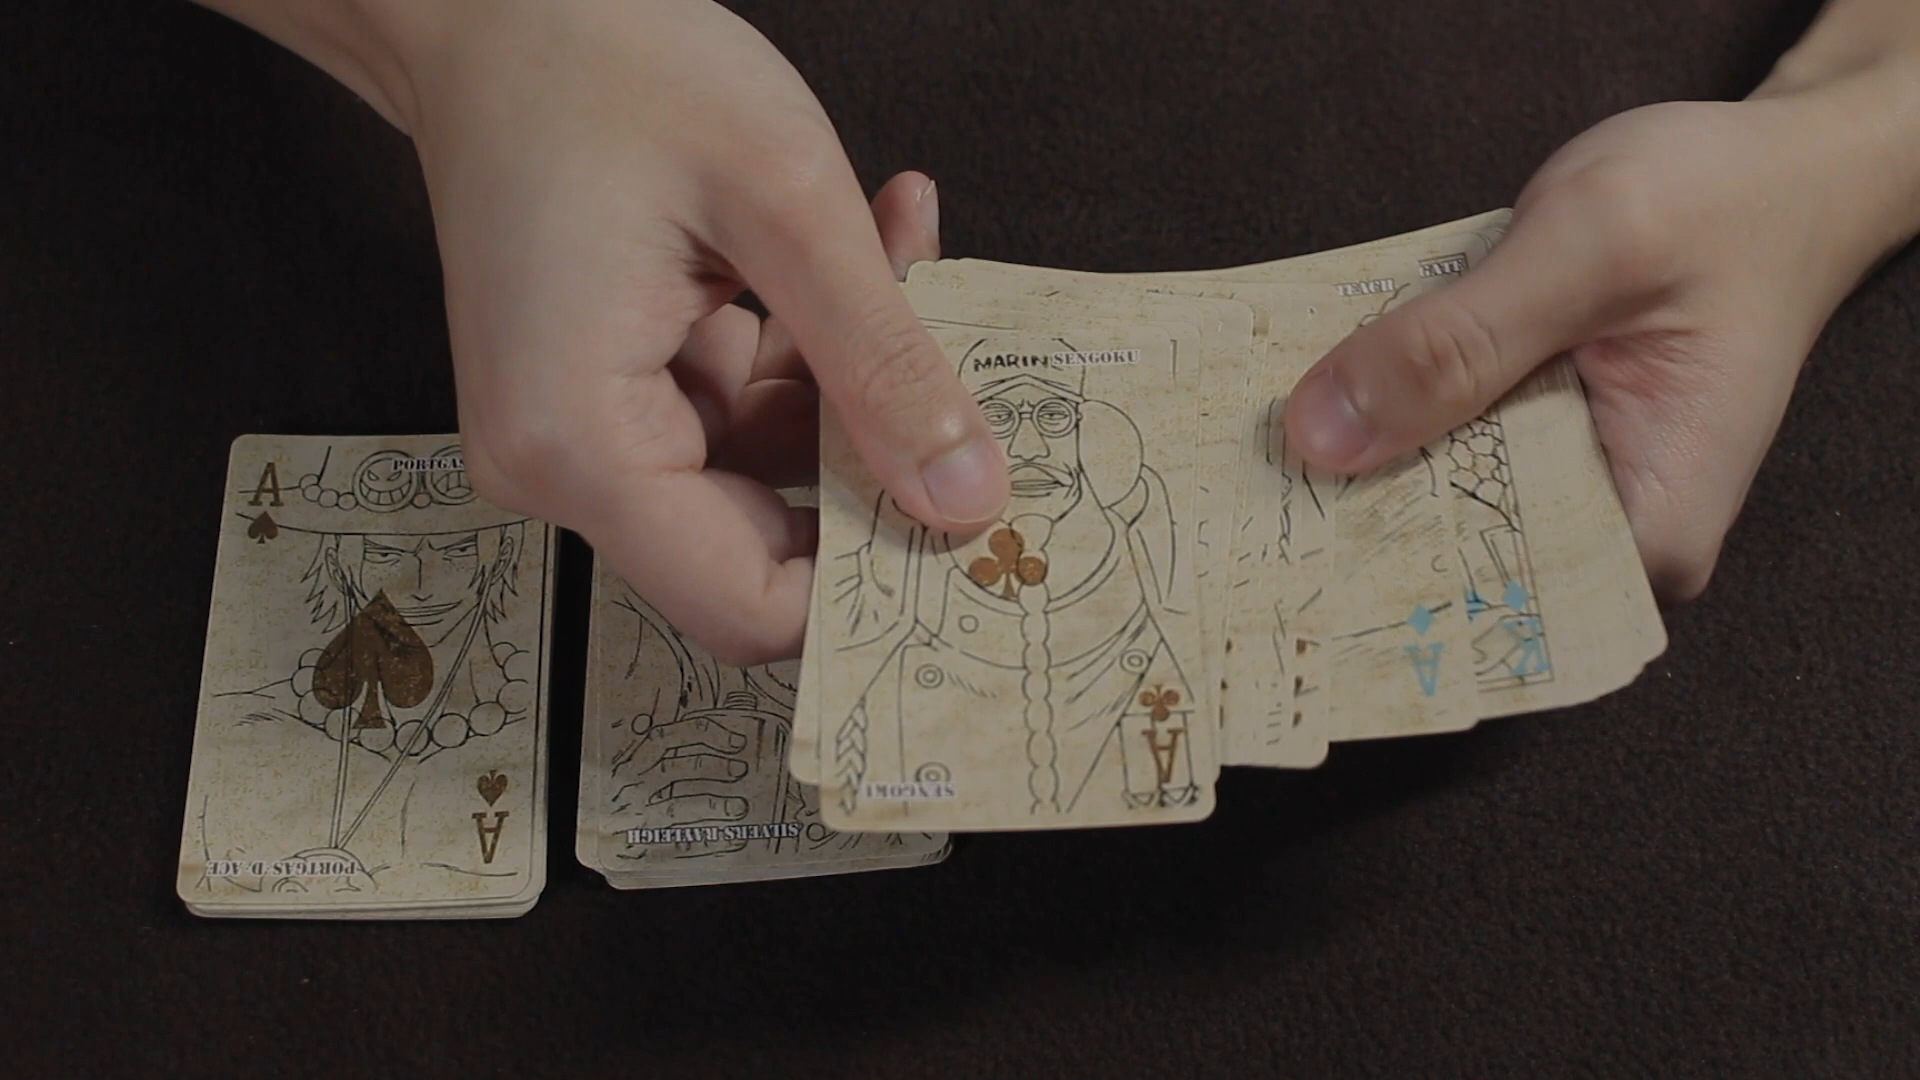 A
PORTGAS
PORTGAS·D·ACE
A
SILVERS·RAYLEIGH
MARIN
SENGOKU
SENGOKU
A
TEACH
GATE
A
K